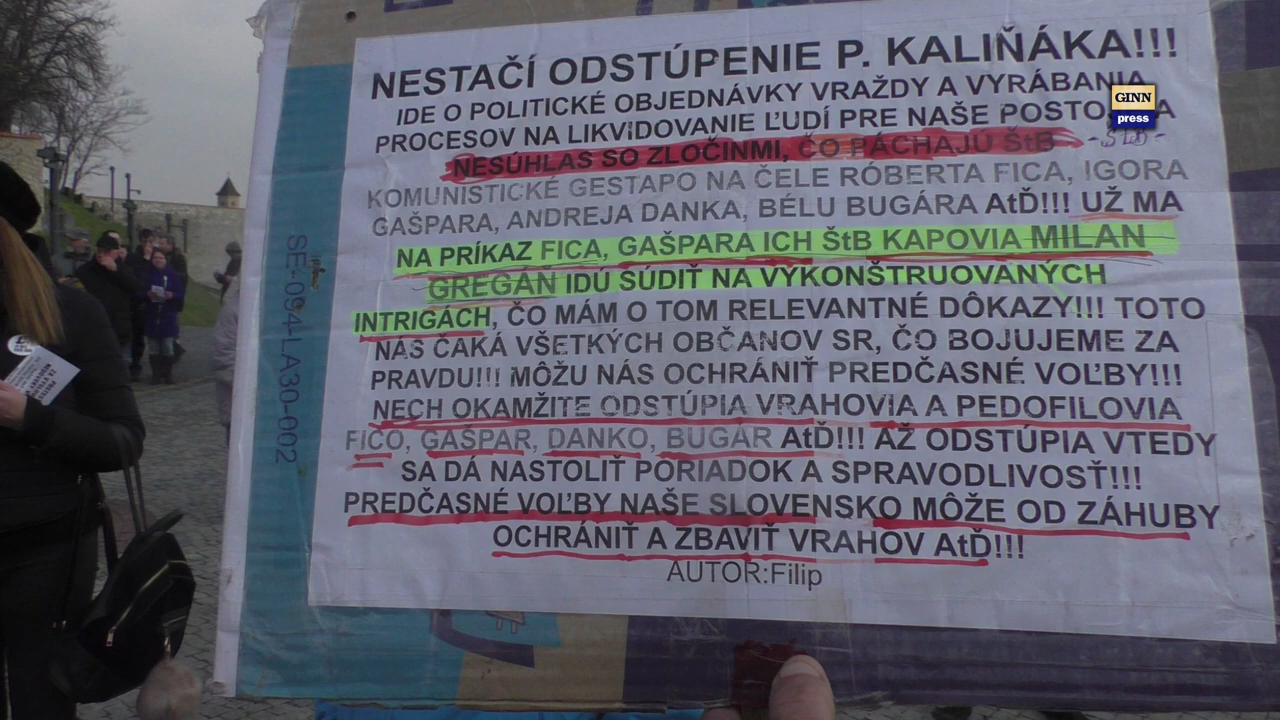 NESTAČÍ ODSTÚPENIE P. KALIŇÁKA!!!
IDE O POLITICKÉ OBJEDNÁVKY VRAŽDY A VYRÁBANIA
PROCESOV NA LIKVIDOVANIE ĽUDÍ PRE NAŠE
NESÚHLAS SO ZLOČINMI, ČO PÁCHAJÚ ŠtB - ŠtB -
KOMUNISTICKÉ GESTAPO NA ČELE RÓBERTA FICA, IGORA
GAŠPARA, ANDREJA DANKA, BÉLU BUGÁRA AtĎ!!! UŽ MA
NA PRÍKAZ FICA, GAŠPARA ICH ŠtB KAPOVIA MILAN
GREGÁN IDÚ SÚDIŤ NA VYKONŠTRUOVANÝCH
INTRIGÁCH, ČO MÁM O TOM RELEVANTNÉ DÔKAZY!!! TOTO
NÁS ČAKÁ VŠETKÝCH OBČANOV SR, ČO BOJUJEME ZA
PRAVDU!!! MÔŽU NÁS OCHRÁNIŤ PREDČASNÉ VOĽBY!!!
NECH OKAMŽITE ODSTÚPIA VRAHOVIA A PEDOFILOVIA
FICO, GAŠPAR, DANKO, BUGÁR AtĎ!!! AŽ ODSTÚPIA VTEDY
SA DÁ NASTOLIŤ PORIADOK A SPRAVODLIVOSŤ!!!
PREDČASNÉ VOĽBY NAŠE SLOVENSKO MÔŽE OD ZÁHUBY
OCHRÁNIŤ A ZBAVIŤ VRAHOV AtĎ!!!
AUTOR:Filip
SE-094-LA30-002
GINN
press